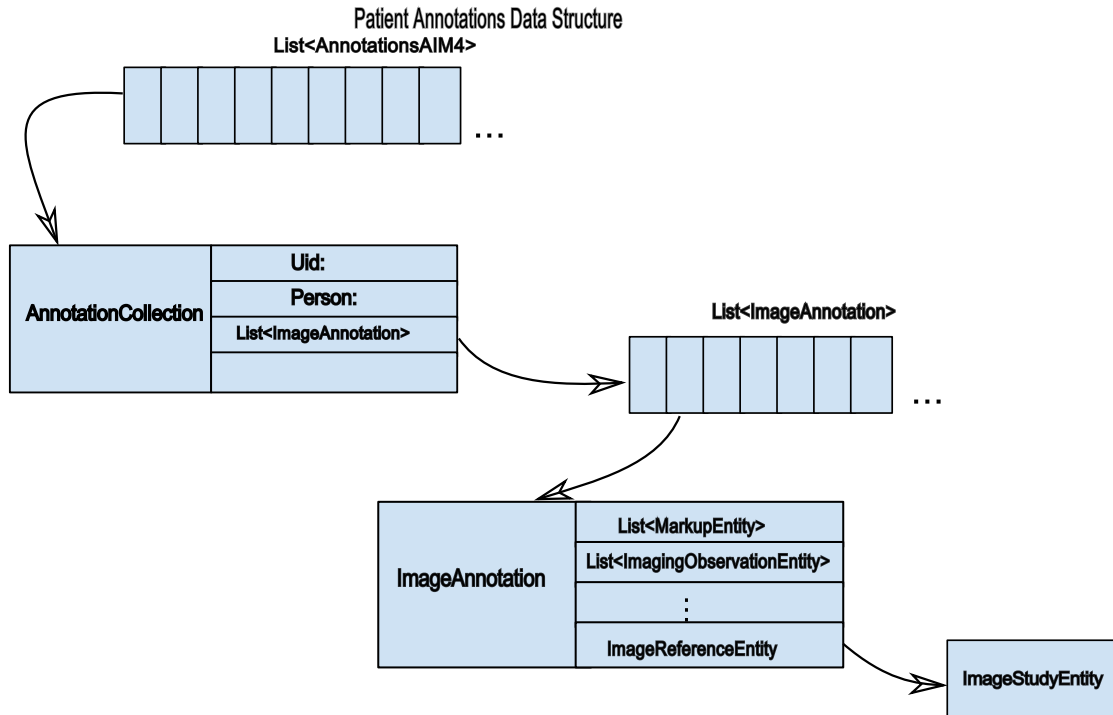 Patient Annotations Data Structure
List<AnnotationsAIM4>
...
AnnotationCollection
Uid:
Person:
List<ImageAnnotation>
List<ImageAnnotation>
...
ImageAnnotation
List<MarkupEntity>
List<ImagingObservationEntity>
⋮
ImageReferenceEntity
ImageStudyEntity